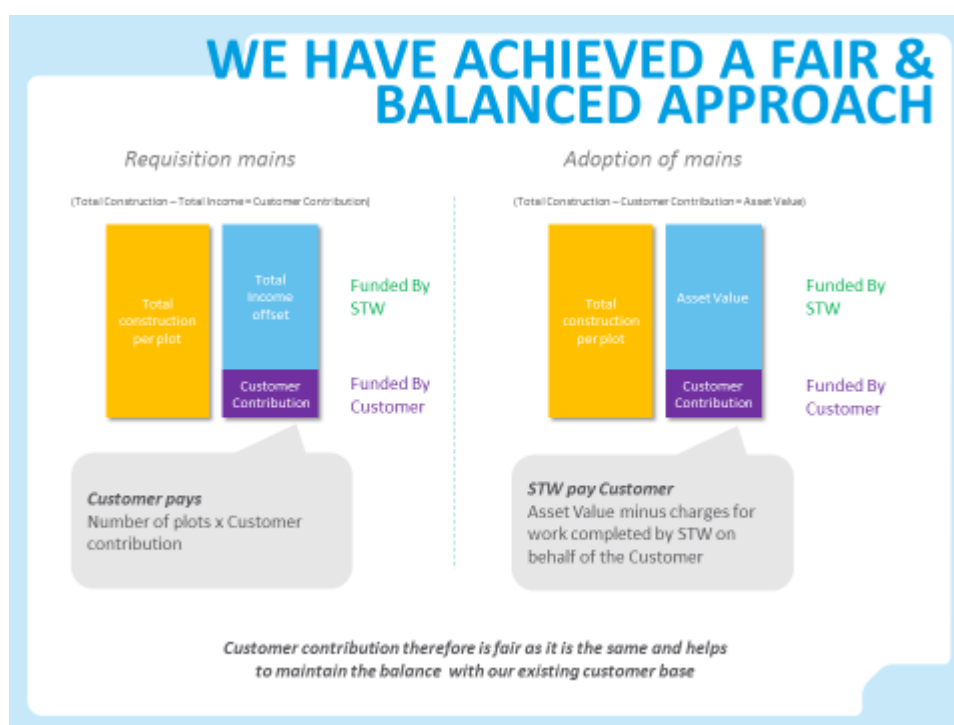 WE HAVE ACHIEVED A FAIR &
BALANCED APPROACH
Requisition mains
(Total Construction – Total Income = Customer Contribution)
Total
construction
per plot
Total
Income
offset
Customer
Contribution
Funded By
STW
Funded By
Customer
Customer pays
Number of plots x Customer
contribution
Adoption of mains
(Total Construction – Customer Contribution = Asset Value)
Total
construction
per plot
Asset Value
Customer
Contribution
Funded By
STW
Funded By
Customer
STW pay Customer
Asset Value minus charges for
work completed by STW on
behalf of the Customer
Customer contribution therefore is fair as it is the same and helps
to maintain the balance with our existing customer base